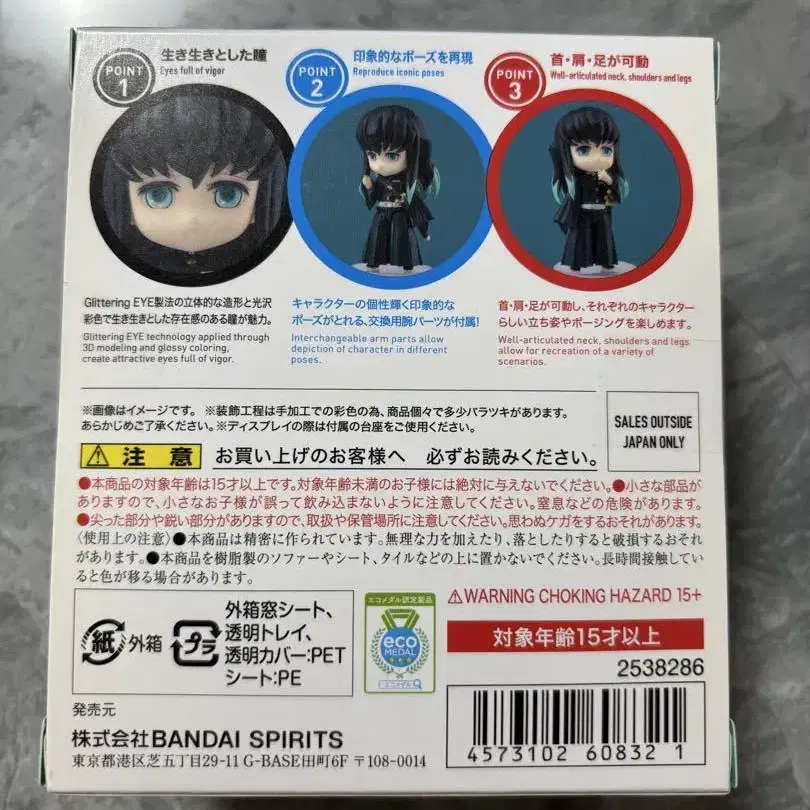 POINT
1
生き生きとした瞳
Eyes full of vigor
POINT
2
印象的なポーズを再現
Reproduce iconic poses
POINT
3
首・肩・足が可動
Well-articulated neck, shoulders and legs
Glittering EYE製法の立体的な造形と光沢
彩色で生き生きとした存在感のある瞳が魅力。
Glittering EYE technology applied through
3D modeling and glossy coloring,
create attractive eyes full of vigor.
キャラクターの個性輝く印象的な
ポーズがとれる、交換用腕パーツが付属!
Interchangeable arm parts allow
depiction of character in different
poses.
首・肩・足が可動し、それぞれのキャラクター
らしい立ち姿やポージングを楽しめます。
Well-articulated neck, shoulders and legs
allow for recreation of a variety of
scenarios.
※画像はイメージです。 ※装飾工程は手加工での彩色の為、商品個々で多少バラツキがあります。
あらかじめご了承ください。※ディスプレイの際は付属の台座をご使用ください。
SALES OUTSIDE
JAPAN ONLY
注意 お買い上げのお客様へ 必ずお読みください。
●本商品の対象年齢は15才以上です。対象年齢未満のお子様には絶対に与えないでください。●小さな部品が
ありますので、小さなお子様が誤って飲み込まないように注意してください。窒息などの危険があります。
●尖った部分や鋭い部分がありますので、取扱や保管場所に注意してください。思わぬケガをするおそれがあります。
〈使用上の注意〉●本商品は精密に作られています。無理な力を加えたり、落としたりすると破損するおそれ
があります。●本商品を樹脂製のソファーやシート、タイルなどの上に置かないでください。長時間接触してい
ると色が移る場合があります。
紙 外箱
プラ
外箱窓シート、
透明トレイ、
透明カバー:PET
シート:PE
エコメダル認定製品
eco
MEDAL
エコメダル
⚠WARNING CHOKING HAZARD 15+
対象年齢15才以上
2538286
発売元
株式会社BANDAI SPIRITS
東京都港区芝五丁目29-11 G-BASE田町6F 〒108-0014
4573102 60832 1